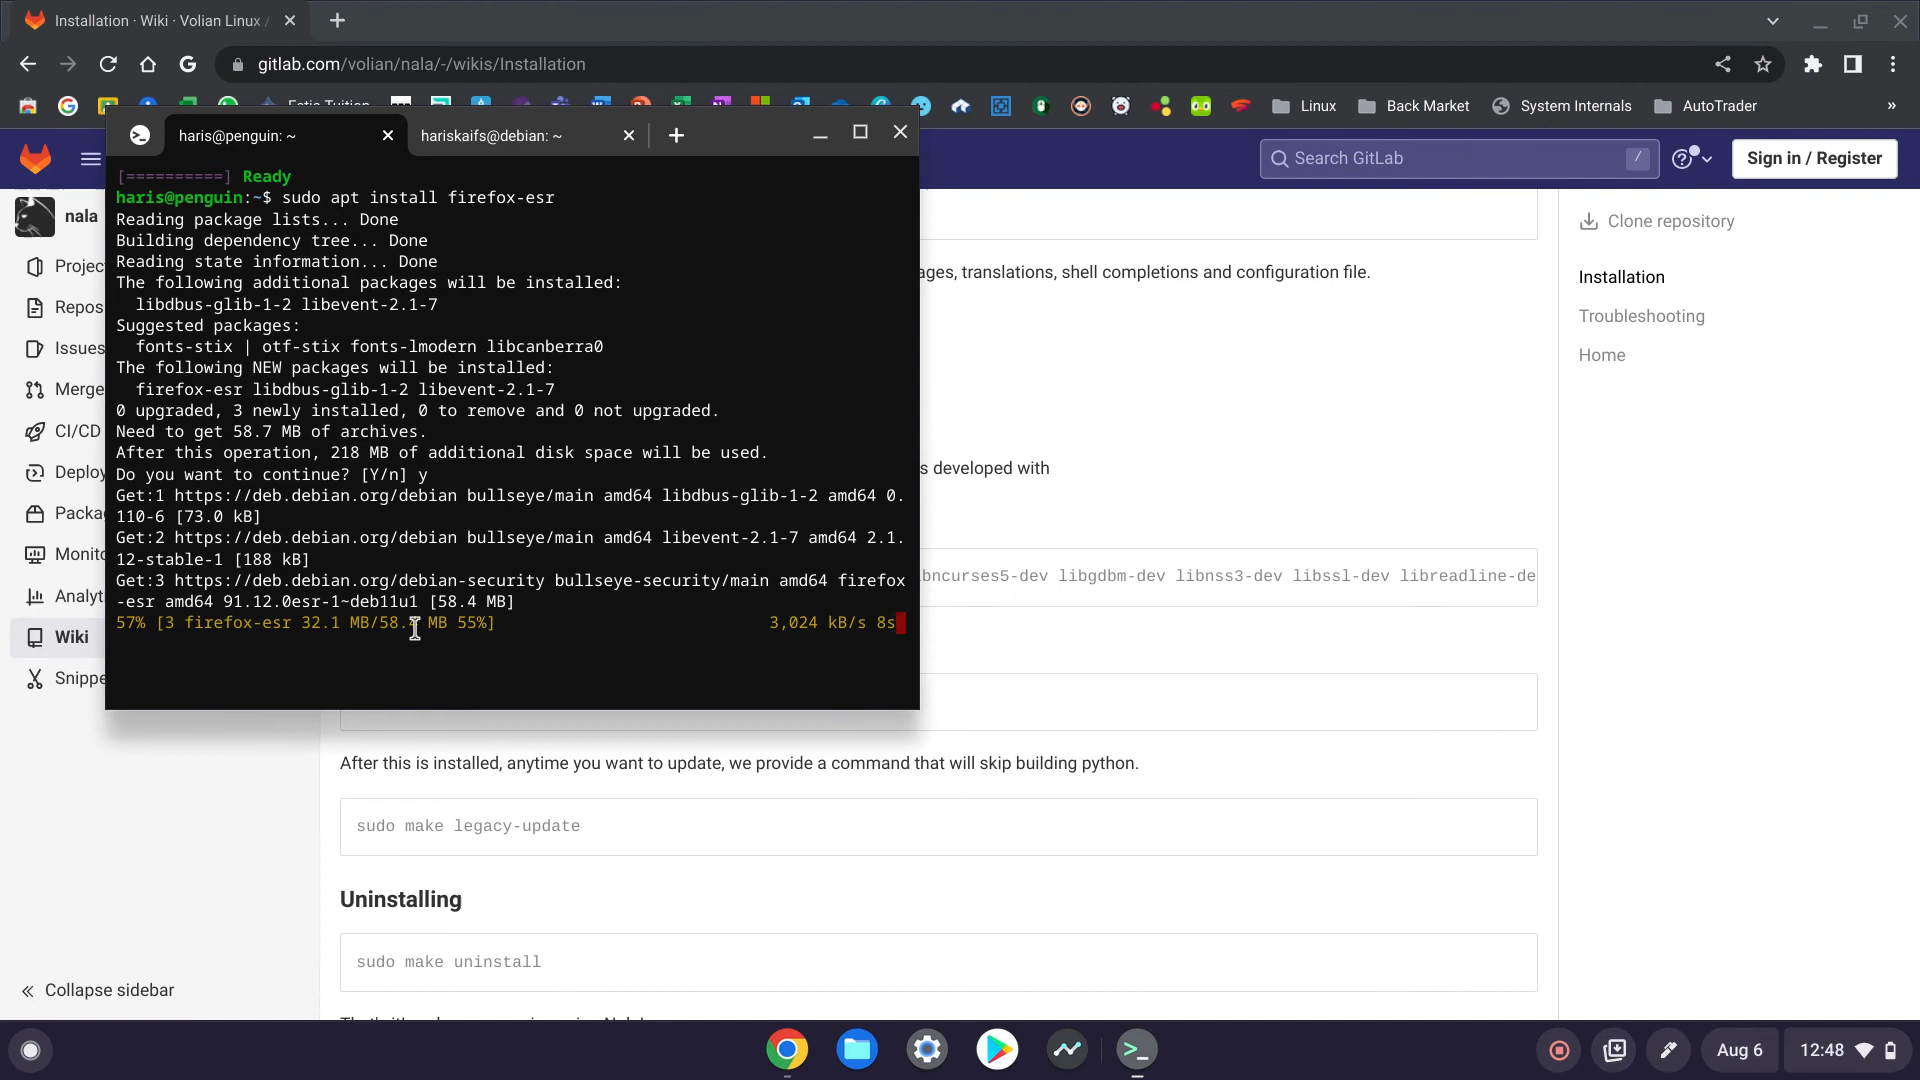 Installation · Wiki · Volian Linux /
gitlab.com/volian/nala/-/wikis/Installation
Linux
Back Market
System Internals
AutoTrader
»
haris@penguin: ~
hariskaifs@debian: ~
[==========] Ready
haris@penguin:~$ sudo apt install firefox-esr
Reading package lists... Done
Building dependency tree... Done
Reading state information... Done
The following additional packages will be installed:
libdbus-glib-1-2 libevent-2.1-7
Suggested packages:
fonts-stix | otf-stix fonts-lmodern libcanberra0
The following NEW packages will be installed:
firefox-esr libdbus-glib-1-2 libevent-2.1-7
0 upgraded, 3 newly installed, 0 to remove and 0 not upgraded.
Need to get 58.7 MB of archives.
After this operation, 218 MB of additional disk space will be used.
Do you want to continue? [Y/n] y
Get:1 https://deb.debian.org/debian bullseye/main amd64 libdbus-glib-1-2 amd64 0.
110-6 [73.0 kB]
Get:2 https://deb.debian.org/debian bullseye/main amd64 libevent-2.1-7 amd64 2.1.
12-stable-1 [188 kB]
Get:3 https://deb.debian.org/debian-security bullseye-security/main amd64 firefox
-esr amd64 91.12.0esr-1~deb11u1 [58.4 MB]
57% [3 firefox-esr 32.1 MB/58.4 MB 55%] 3,024 kB/s 8s
Search GitLab /
Sign in / Register
nala
Projec
Repos
Issues
Merge
CI/CD
Deploy
Packa
Monito
Analyt
Wiki
Snippe
Collapse sidebar
ages, translations, shell completions and configuration file.
s developed with
bncurses5-dev libgdbm-dev libnss3-dev libssl-dev libreadline-de
After this is installed, anytime you want to update, we provide a command that will skip building python.
sudo make legacy-update
Uninstalling
sudo make uninstall
Clone repository
Installation
Troubleshooting
Home
Aug 6
12:48